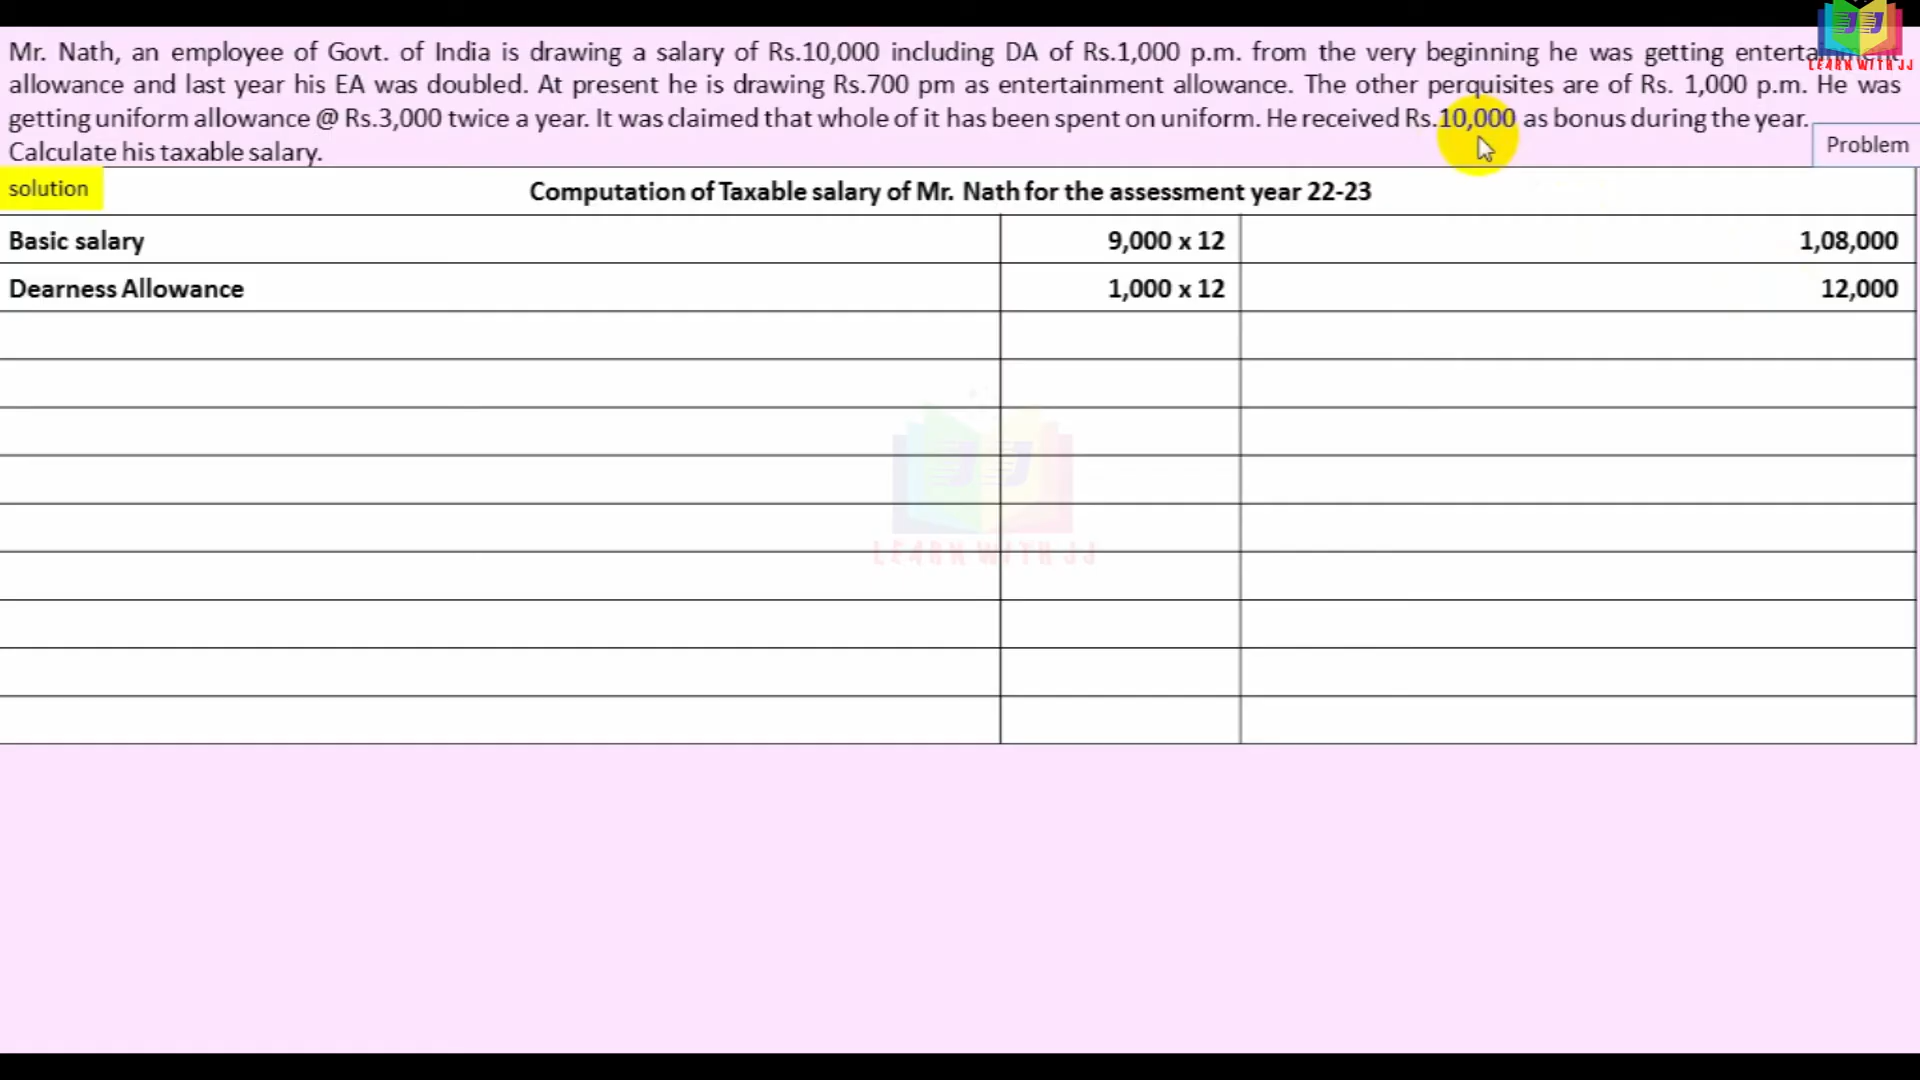 Mr. Nath, an employee of Govt. of India is drawing a salary of Rs.10,000 including DA of Rs.1,000 p.m. from the very beginning he was getting
allowance and last year his EA was doubled. At present he is drawing Rs.700 pm as entertainment allowance. The other perquisites are of Rs. 1,000 p.m. He was
getting uniform allowance @ Rs.3,000 twice a year. It was claimed that whole of it has been spent on uniform. He received Rs.10,000 as bonus during the year.
Calculate his taxable salary.
LEARN WITH JJ
Problem
solution
Computation of Taxable salary of Mr. Nath for the assessment year 22-23
Basic salary 9,000 x 12 1,08,000
Dearness Allowance 1,000 x 12 12,000
LEARN WITH JJ